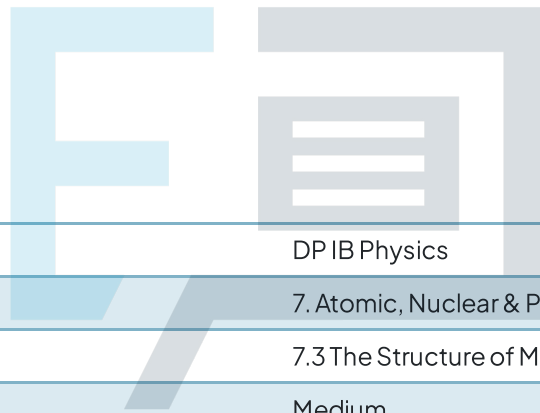 DP IB Physics
7. Atomic, Nuclear & P
7.3 The Structure of M
Medium